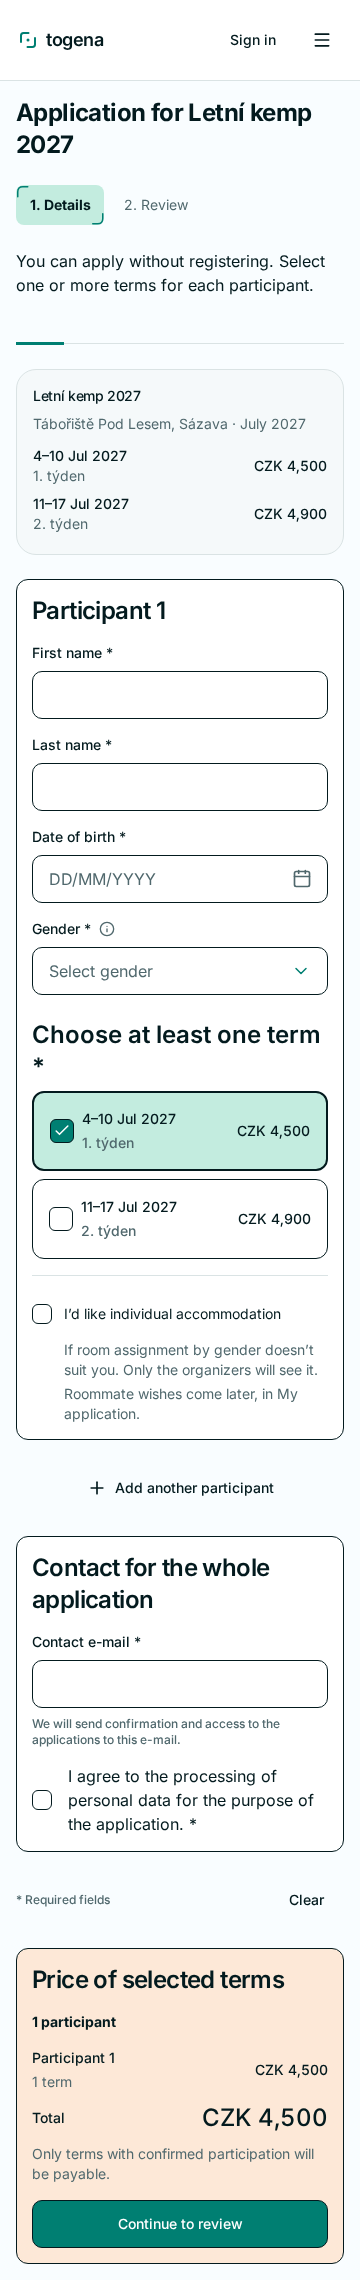 togena
Sign in
Application for Letní kemp
2027
1. Details
2. Review
You can apply without registering. Select
one or more terms for each participant.
Letní kemp 2027
Tábořiště Pod Lesem, Sázava · July 2027
4–10 Jul 2027
1. týden
CZK 4,500
11–17 Jul 2027
2. týden
CZK 4,900
Participant 1
First name *
Last name *
Date of birth *
DD/MM/YYYY
Gender *
Select gender
Choose at least one term
*
4–10 Jul 2027
1. týden
CZK 4,500
11–17 Jul 2027
2. týden
CZK 4,900
I’d like individual accommodation
If room assignment by gender doesn’t
suit you. Only the organizers will see it.
Roommate wishes come later, in My
application.
Add another participant
Contact for the whole
application
Contact e-mail *
We will send confirmation and access to the
applications to this e-mail.
I agree to the processing of
personal data for the purpose of
the application. *
* Required fields
Clear
Price of selected terms
1 participant
Participant 1
1 term
CZK 4,500
Total
CZK 4,500
Only terms with confirmed participation will
be payable.
Continue to review